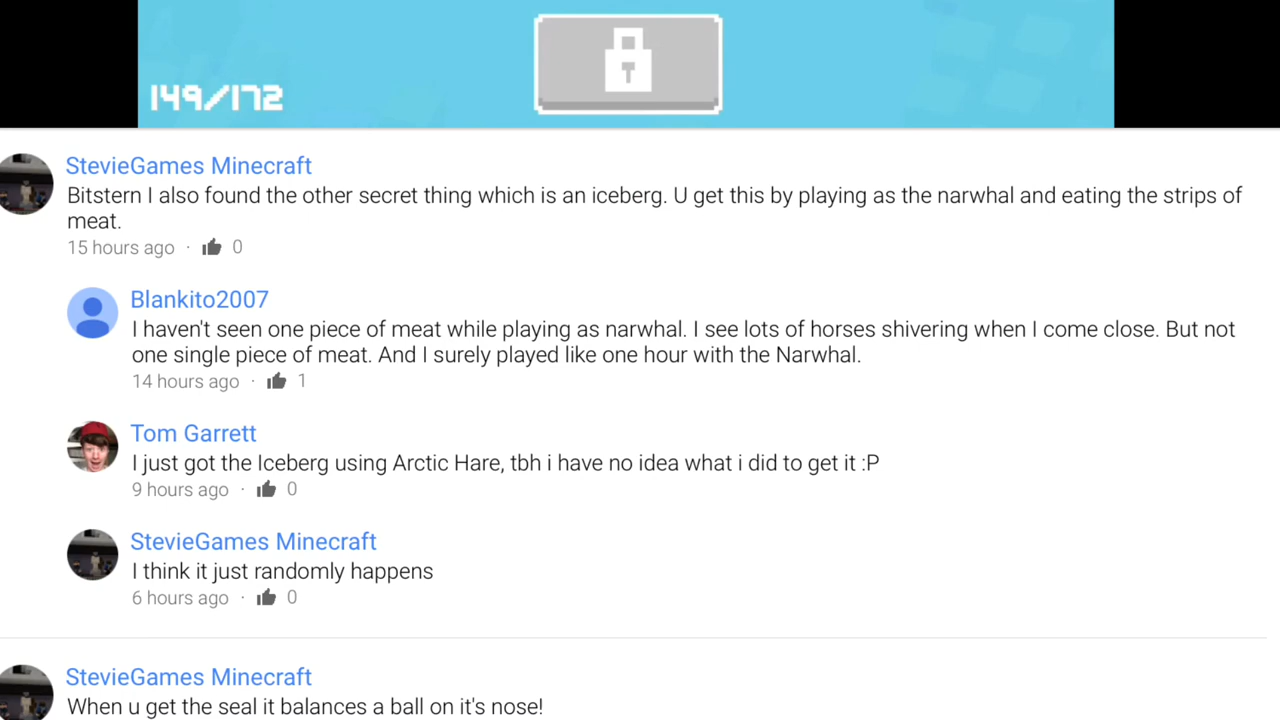 149/172
StevieGames Minecraft
Bitstern I also found the other secret thing which is an iceberg. U get this by playing as the narwhal and eating the strips of
meat.
15 hours ago · 0
Blankito2007
I haven't seen one piece of meat while playing as narwhal. I see lots of horses shivering when I come close. But not
one single piece of meat. And I surely played like one hour with the Narwhal.
14 hours ago · 1
Tom Garrett
I just got the Iceberg using Arctic Hare, tbh i have no idea what i did to get it :P
9 hours ago · 0
StevieGames Minecraft
I think it just randomly happens
6 hours ago · 0
StevieGames Minecraft
When u get the seal it balances a ball on it's nose!